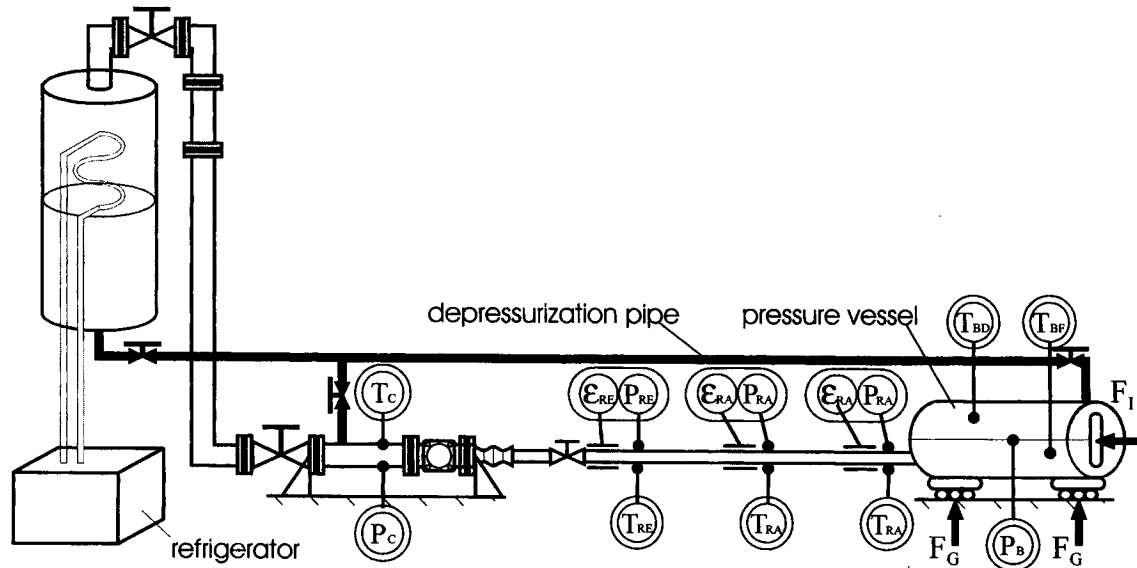 depressurization pipe
pressure vessel
T_BD
T_BF
ε_RE
P_RE
ε_RA
P_RA
ε_RA
P_RA
F_I
T_C
P_C
T_RE
T_RA
T_RA
F_G
P_B
F_G
refrigerator